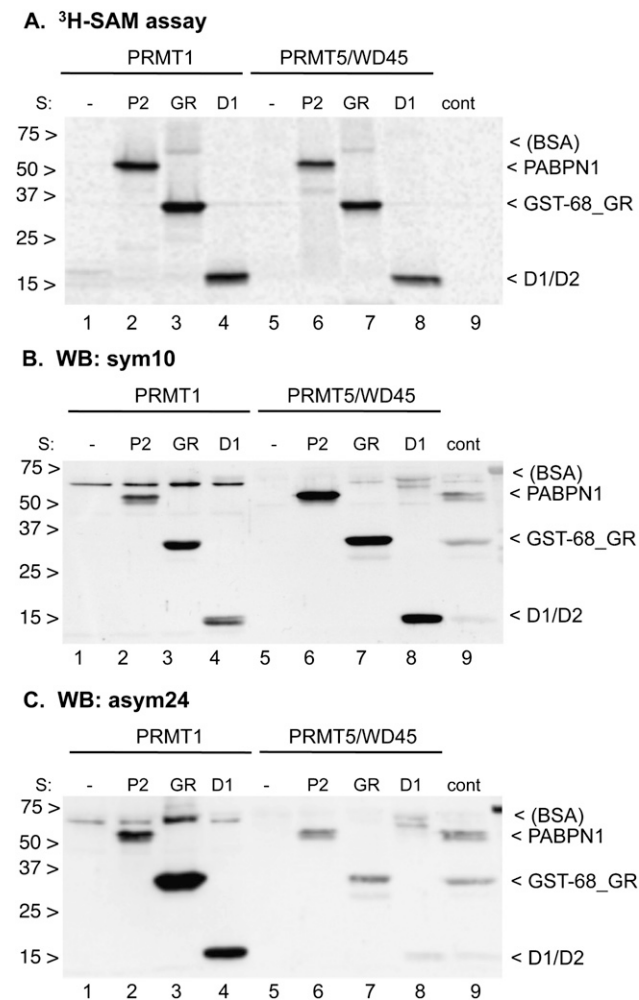 A. ³H-SAM assay
PRMT1 PRMT5/WD45
S: - P2 GR D1 - P2 GR D1 cont
75 > < (BSA)
50 > < PABPN1
37 > < GST-68_GR
25 >
15 > < D1/D2
1 2 3 4 5 6 7 8 9
B. WB: sym10
PRMT1 PRMT5/WD45
S: - P2 GR D1 - P2 GR D1 cont
75 > < (BSA)
50 > < PABPN1
37 > < GST-68_GR
25 >
15 > < D1/D2
1 2 3 4 5 6 7 8 9
C. WB: asym24
PRMT1 PRMT5/WD45
S: - P2 GR D1 - P2 GR D1 cont
75 > < (BSA)
50 > < PABPN1
37 > < GST-68_GR
25 >
15 > < D1/D2
1 2 3 4 5 6 7 8 9